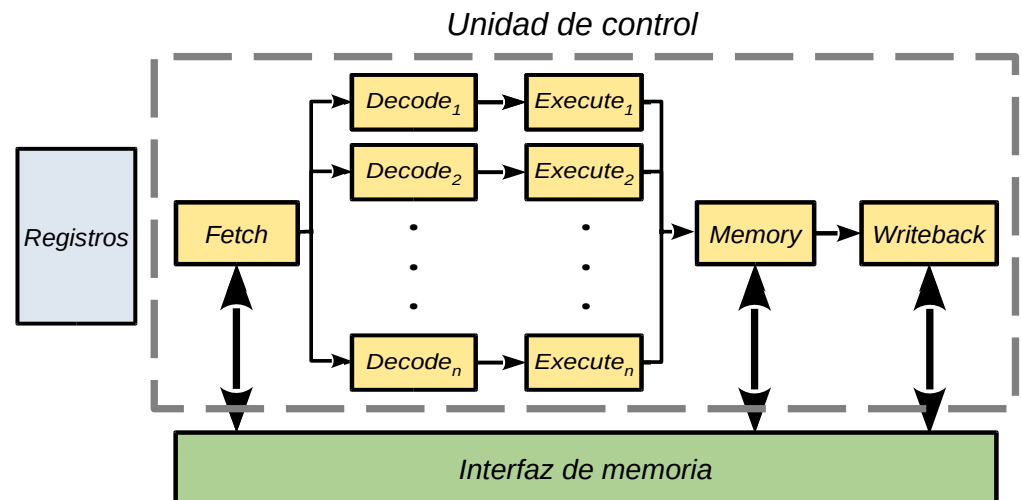 Unidad de control
Decode1
Execute1
Decode2
Execute2
Registros
Fetch
Memory
Writeback
Decoden
Executen
Interfaz de memoria